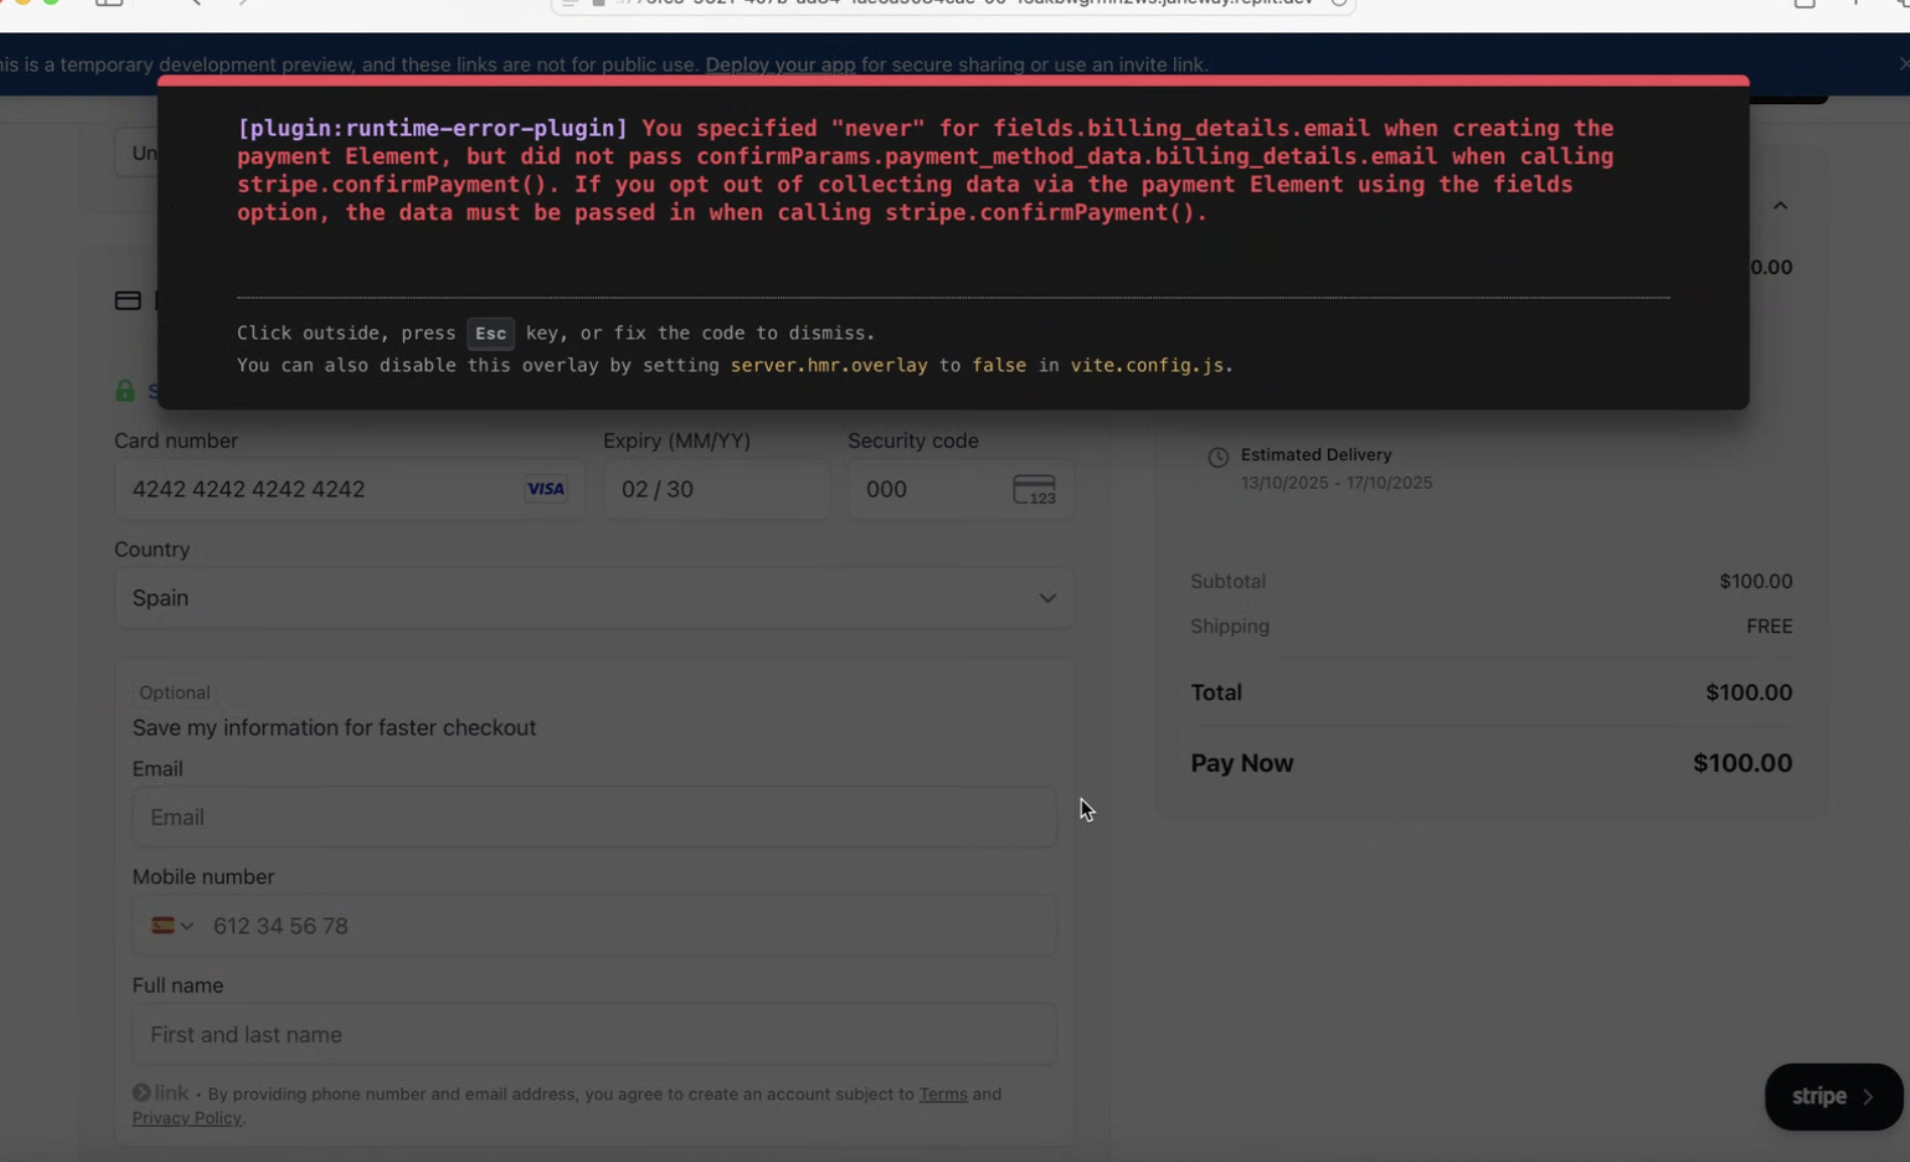 is is a temporary development preview, and these links are not for public use. Deploy your app for secure sharing or use an invite link.
[plugin:runtime-error-plugin] You specified "never" for fields.billing_details.email when creating the
payment Element, but did not pass confirmParams.payment_method_data.billing_details.email when calling
stripe.confirmPayment(). If you opt out of collecting data via the payment Element using the fields
option, the data must be passed in when calling stripe.confirmPayment().
Un
0.00
Click outside, press Esc key, or fix the code to dismiss.
You can also disable this overlay by setting server.hmr.overlay to false in vite.config.js.
S
Card number
Expiry (MM/YY)
Security code
4242 4242 4242 4242
VISA
02 / 30
000
123
Country
Spain
Optional
Save my information for faster checkout
Email
Email
Mobile number
612 34 56 78
Full name
First and last name
link • By providing phone number and email address, you agree to create an account subject to Terms and
Privacy Policy.
Estimated Delivery
13/10/2025 - 17/10/2025
Subtotal $100.00
Shipping FREE
Total $100.00
Pay Now $100.00
stripe